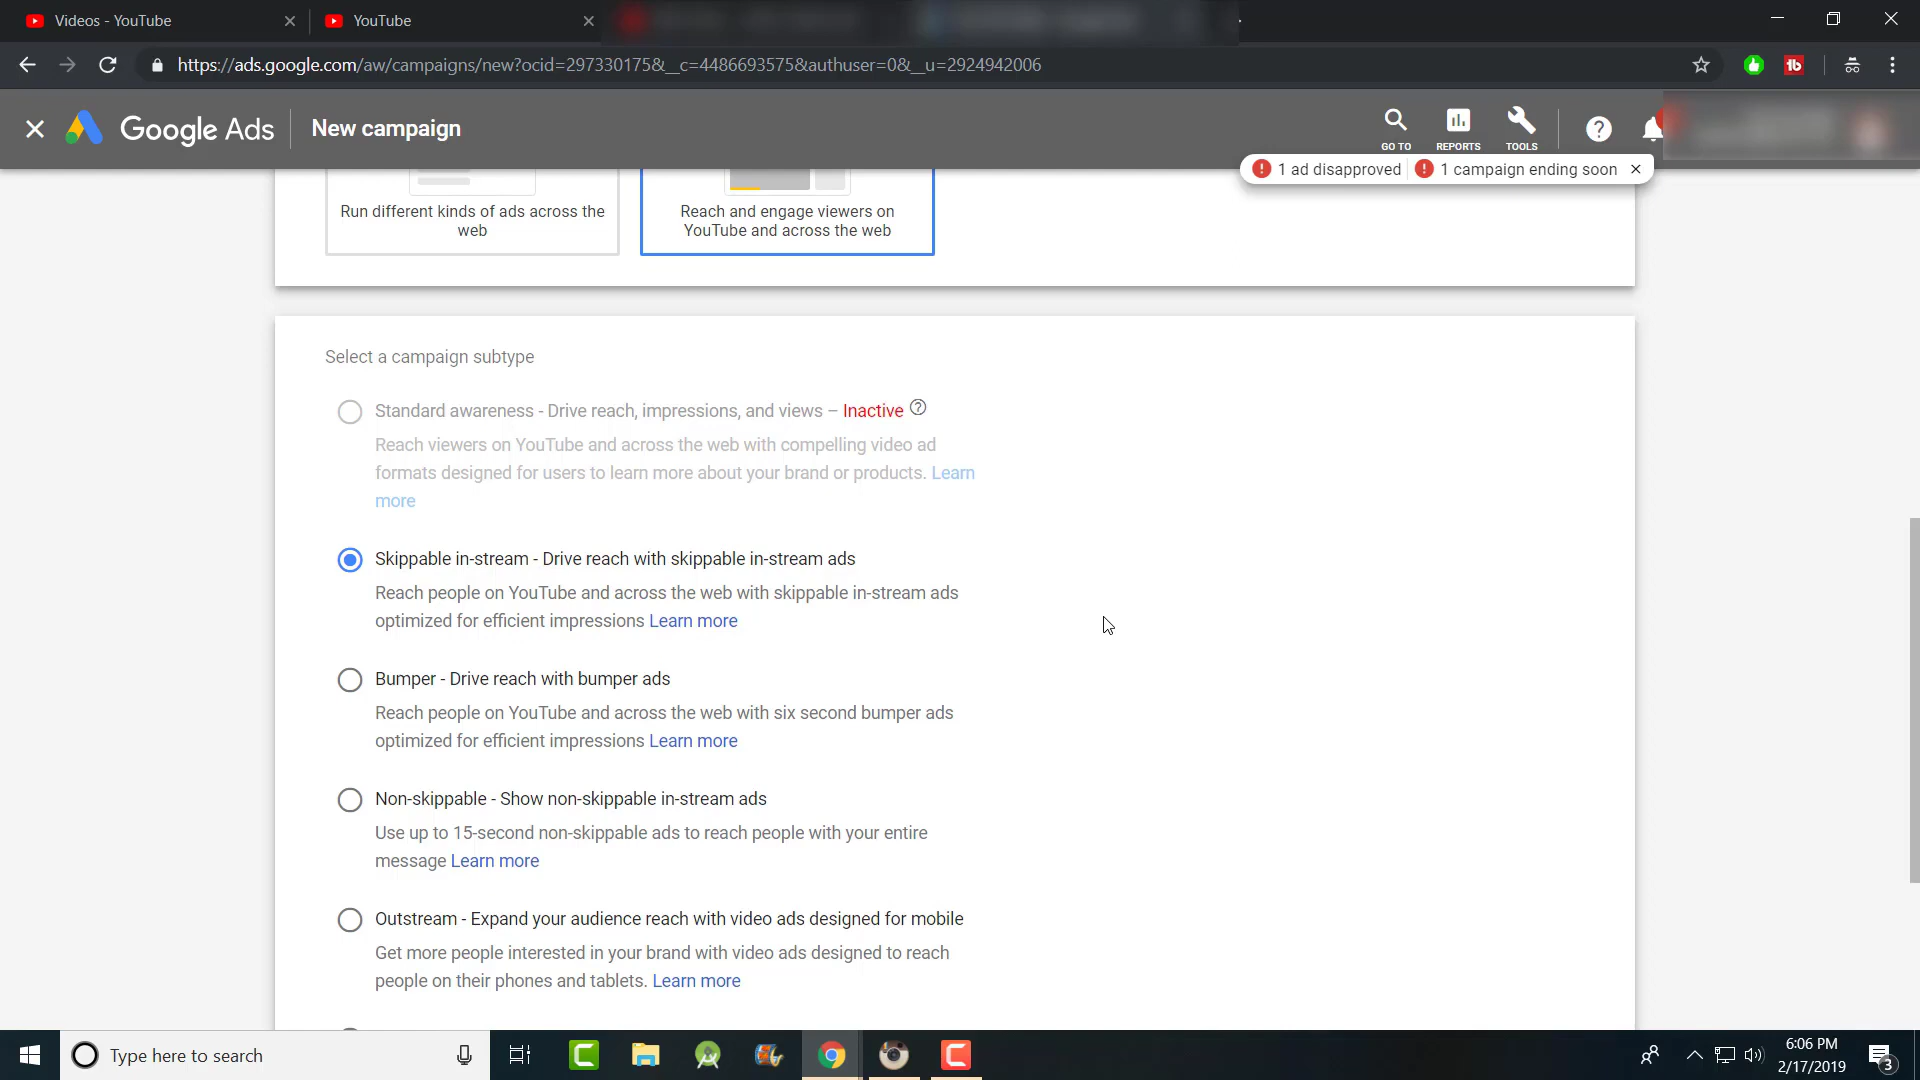 Videos - YouTube
YouTube
https://ads.google.com/aw/campaigns/new?ocid=297330175&__c=4486693575&authuser=0&__u=2924942006
Google Ads
New campaign
GO TO
REPORTS
TOOLS
1 ad disapproved
1 campaign ending soon
Run different kinds of ads across the
web
Reach and engage viewers on
YouTube and across the web
Select a campaign subtype
Standard awareness - Drive reach, impressions, and views – Inactive
Reach viewers on YouTube and across the web with compelling video ad
formats designed for users to learn more about your brand or products. Learn
more
Skippable in-stream - Drive reach with skippable in-stream ads
Reach people on YouTube and across the web with skippable in-stream ads
optimized for efficient impressions Learn more
Bumper - Drive reach with bumper ads
Reach people on YouTube and across the web with six second bumper ads
optimized for efficient impressions Learn more
Non-skippable - Show non-skippable in-stream ads
Use up to 15-second non-skippable ads to reach people with your entire
message Learn more
Outstream - Expand your audience reach with video ads designed for mobile
Get more people interested in your brand with video ads designed to reach
people on their phones and tablets. Learn more
Type here to search
6:06 PM
2/17/2019
3